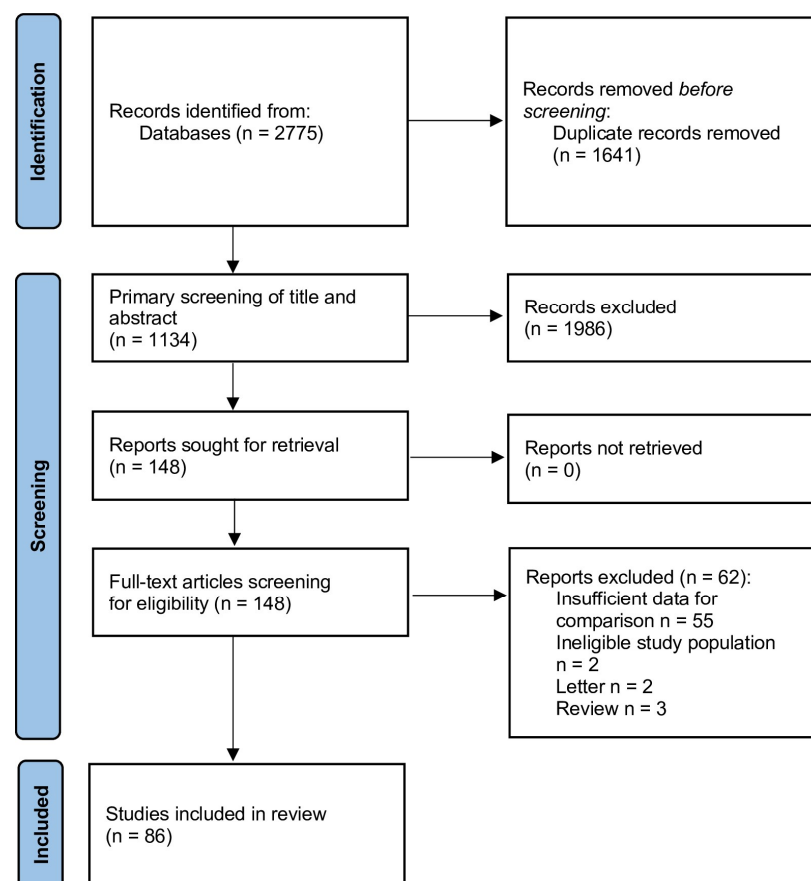 Identification
Records identified from:
Databases (n = 2775)
Records removed before
screening:
Duplicate records removed
(n = 1641)
Screening
Primary screening of title and
abstract
(n = 1134)
Records excluded
(n = 1986)
Reports sought for retrieval
(n = 148)
Reports not retrieved
(n = 0)
Full-text articles screening
for eligibility (n = 148)
Reports excluded (n = 62):
Insufficient data for
comparison n = 55
Ineligible study population
n = 2
Letter n = 2
Review n = 3
Included
Studies included in review
(n = 86)